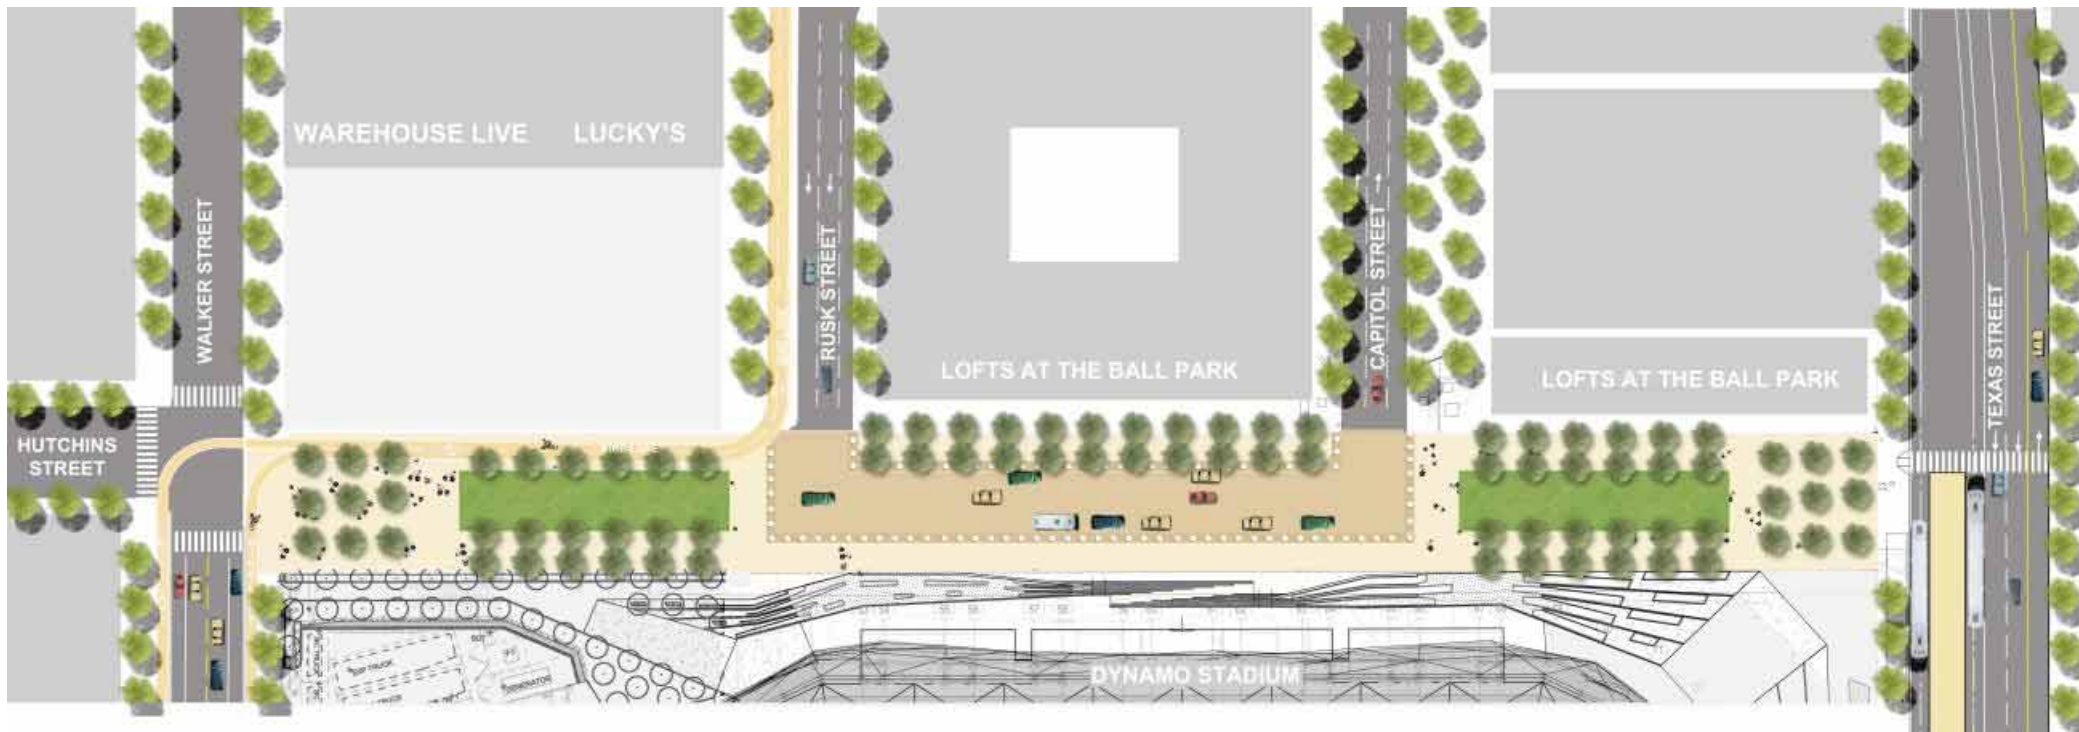 WAREHOUSE LIVE
LUCKY'S
WALKER STREET
RUSK STREET
CAPITOL STREET
TEXAS STREET
LOFTS AT THE BALL PARK
LOFTS AT THE BALL PARK
HUTCHINS
STREET
DYNAMO STADIUM
GENERATOR